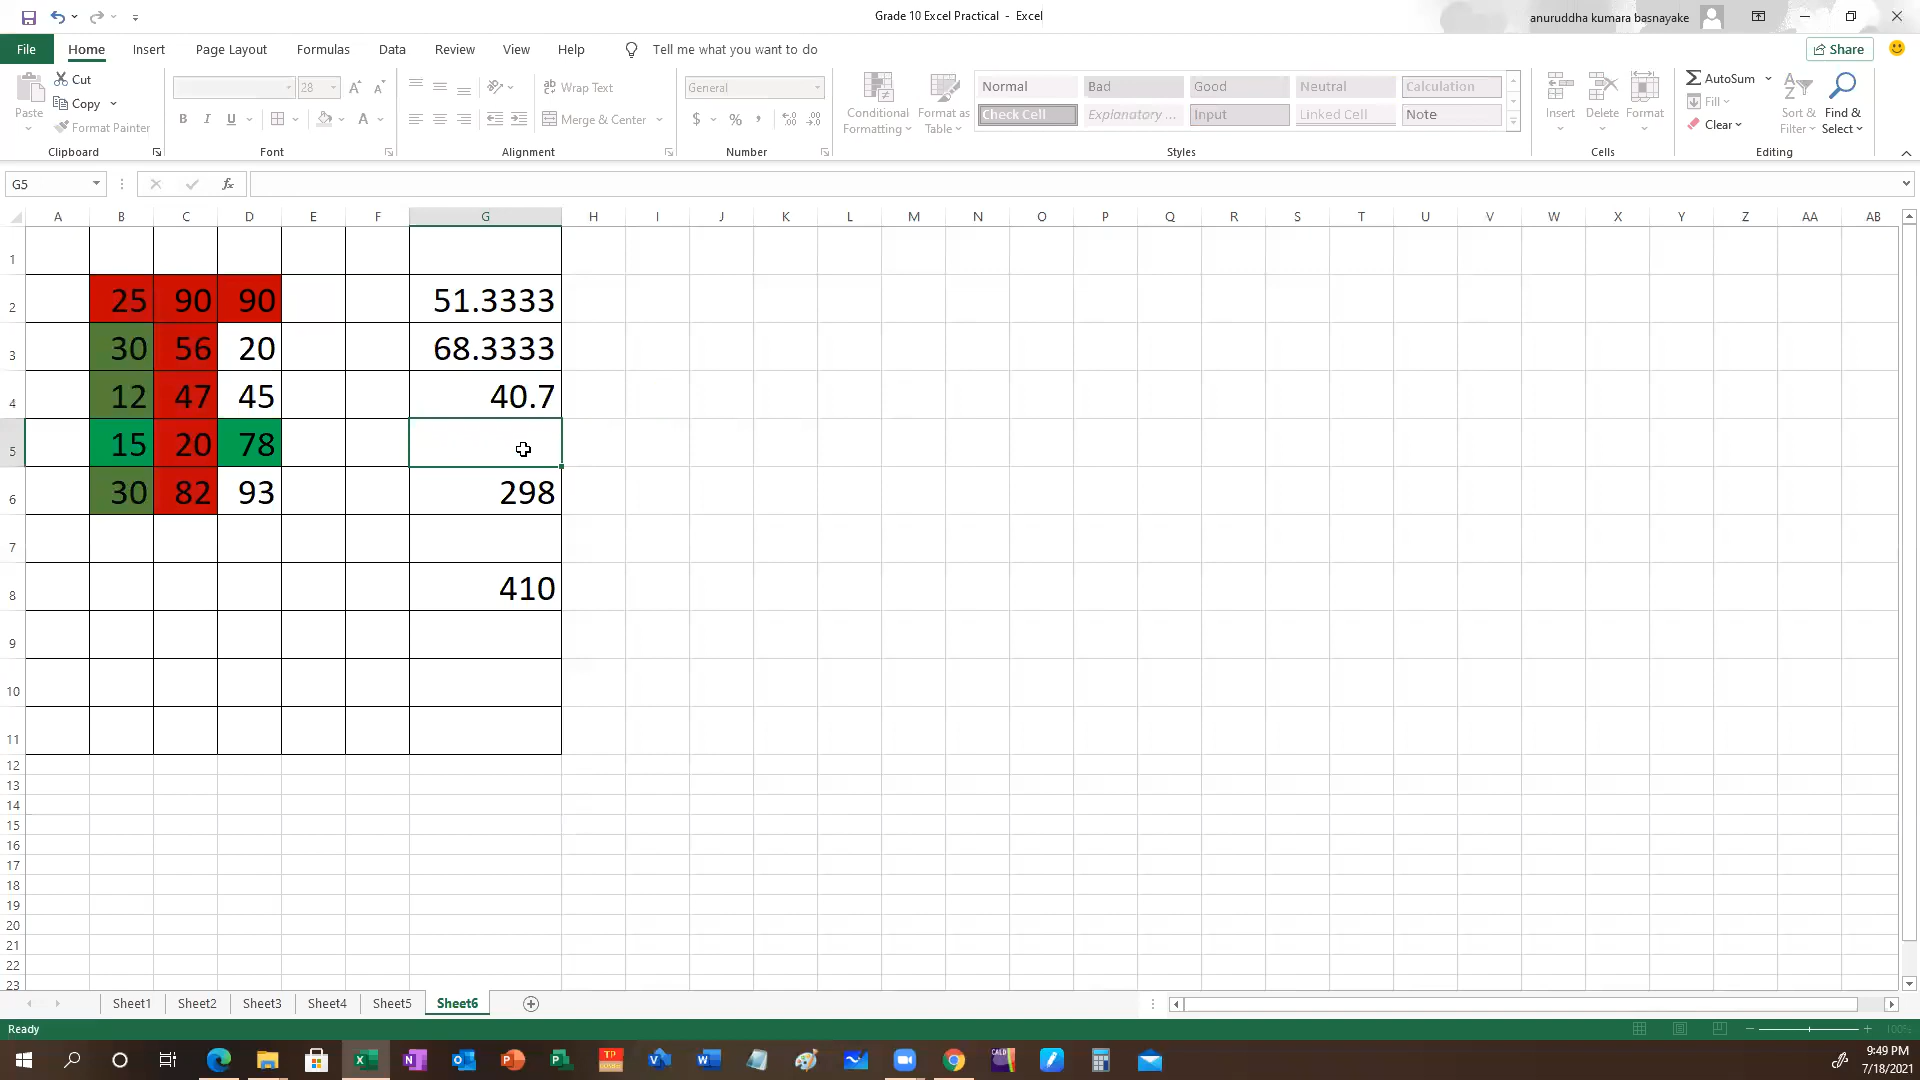 Grade 10 Excel Practical - Excel
anuruddha kumara basnayake
File Home Insert Page Layout Formulas Data Review View Help Tell me what you want to do Share
Cut
Copy
Format Painter
Paste
Clipboard
28
B I U
Font
Wrap Text
Merge & Center
Alignment
General
$ % ,
Number
Conditional Formatting
Format as Table
Normal Bad Good Neutral Calculation
Check Cell Explanatory ... Input Linked Cell Note
Styles
Insert Delete Format
Cells
AutoSum
Fill
Clear
Sort & Filter
Find & Select
Editing
G5 fx
A B C D E F G H I J K L M N O P Q R S T U V W X Y Z AA AB
1
2 25 90 90 51.3333
3 30 56 20 68.3333
4 12 47 45 40.7
5 15 20 78
6 30 82 93 298
7
8 410
9
10
11
12
13
14
15
16
17
18
19
20
21
22
23
Sheet1 Sheet2 Sheet3 Sheet4 Sheet5 Sheet6
Ready 100%
9:49 PM
7/18/2021